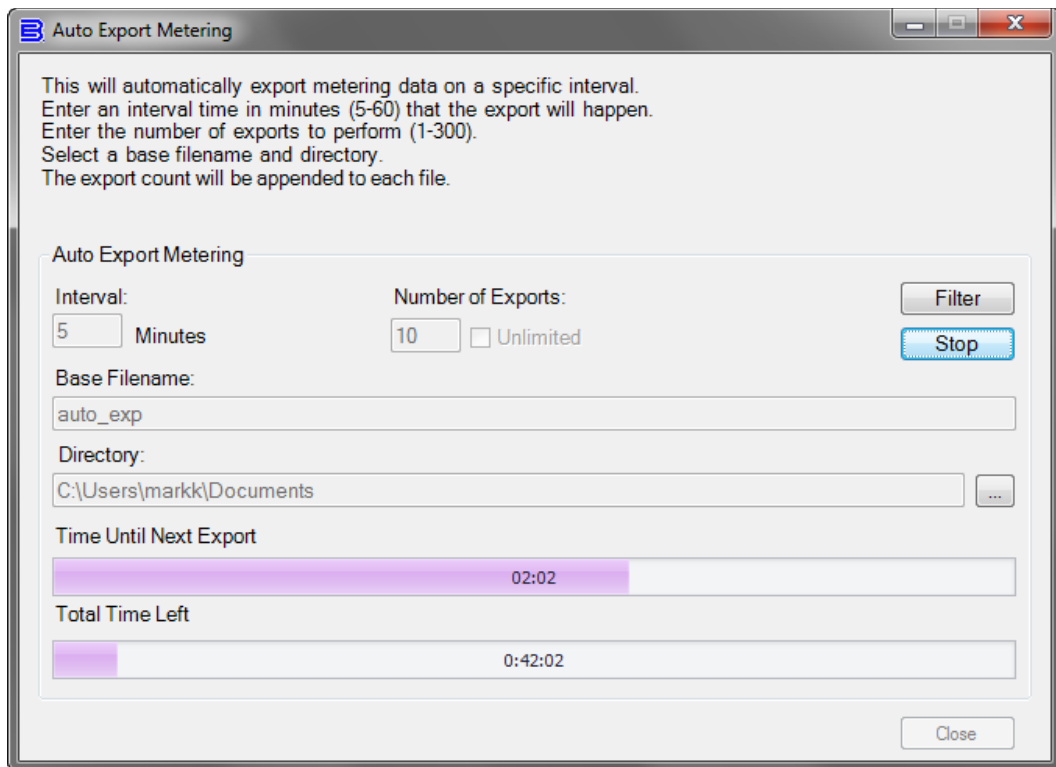 Auto Export Metering
This will automatically export metering data on a specific interval.
Enter an interval time in minutes (5-60) that the export will happen.
Enter the number of exports to perform (1-300).
Select a base filename and directory.
The export count will be appended to each file.
Auto Export Metering
Interval:
Number of Exports:
Filter
5 Minutes
10 Unlimited
Stop
Base Filename:
auto_exp
Directory:
C:\Users\markk\Documents
...
Time Until Next Export
02:02
Total Time Left
0:42:02
Close